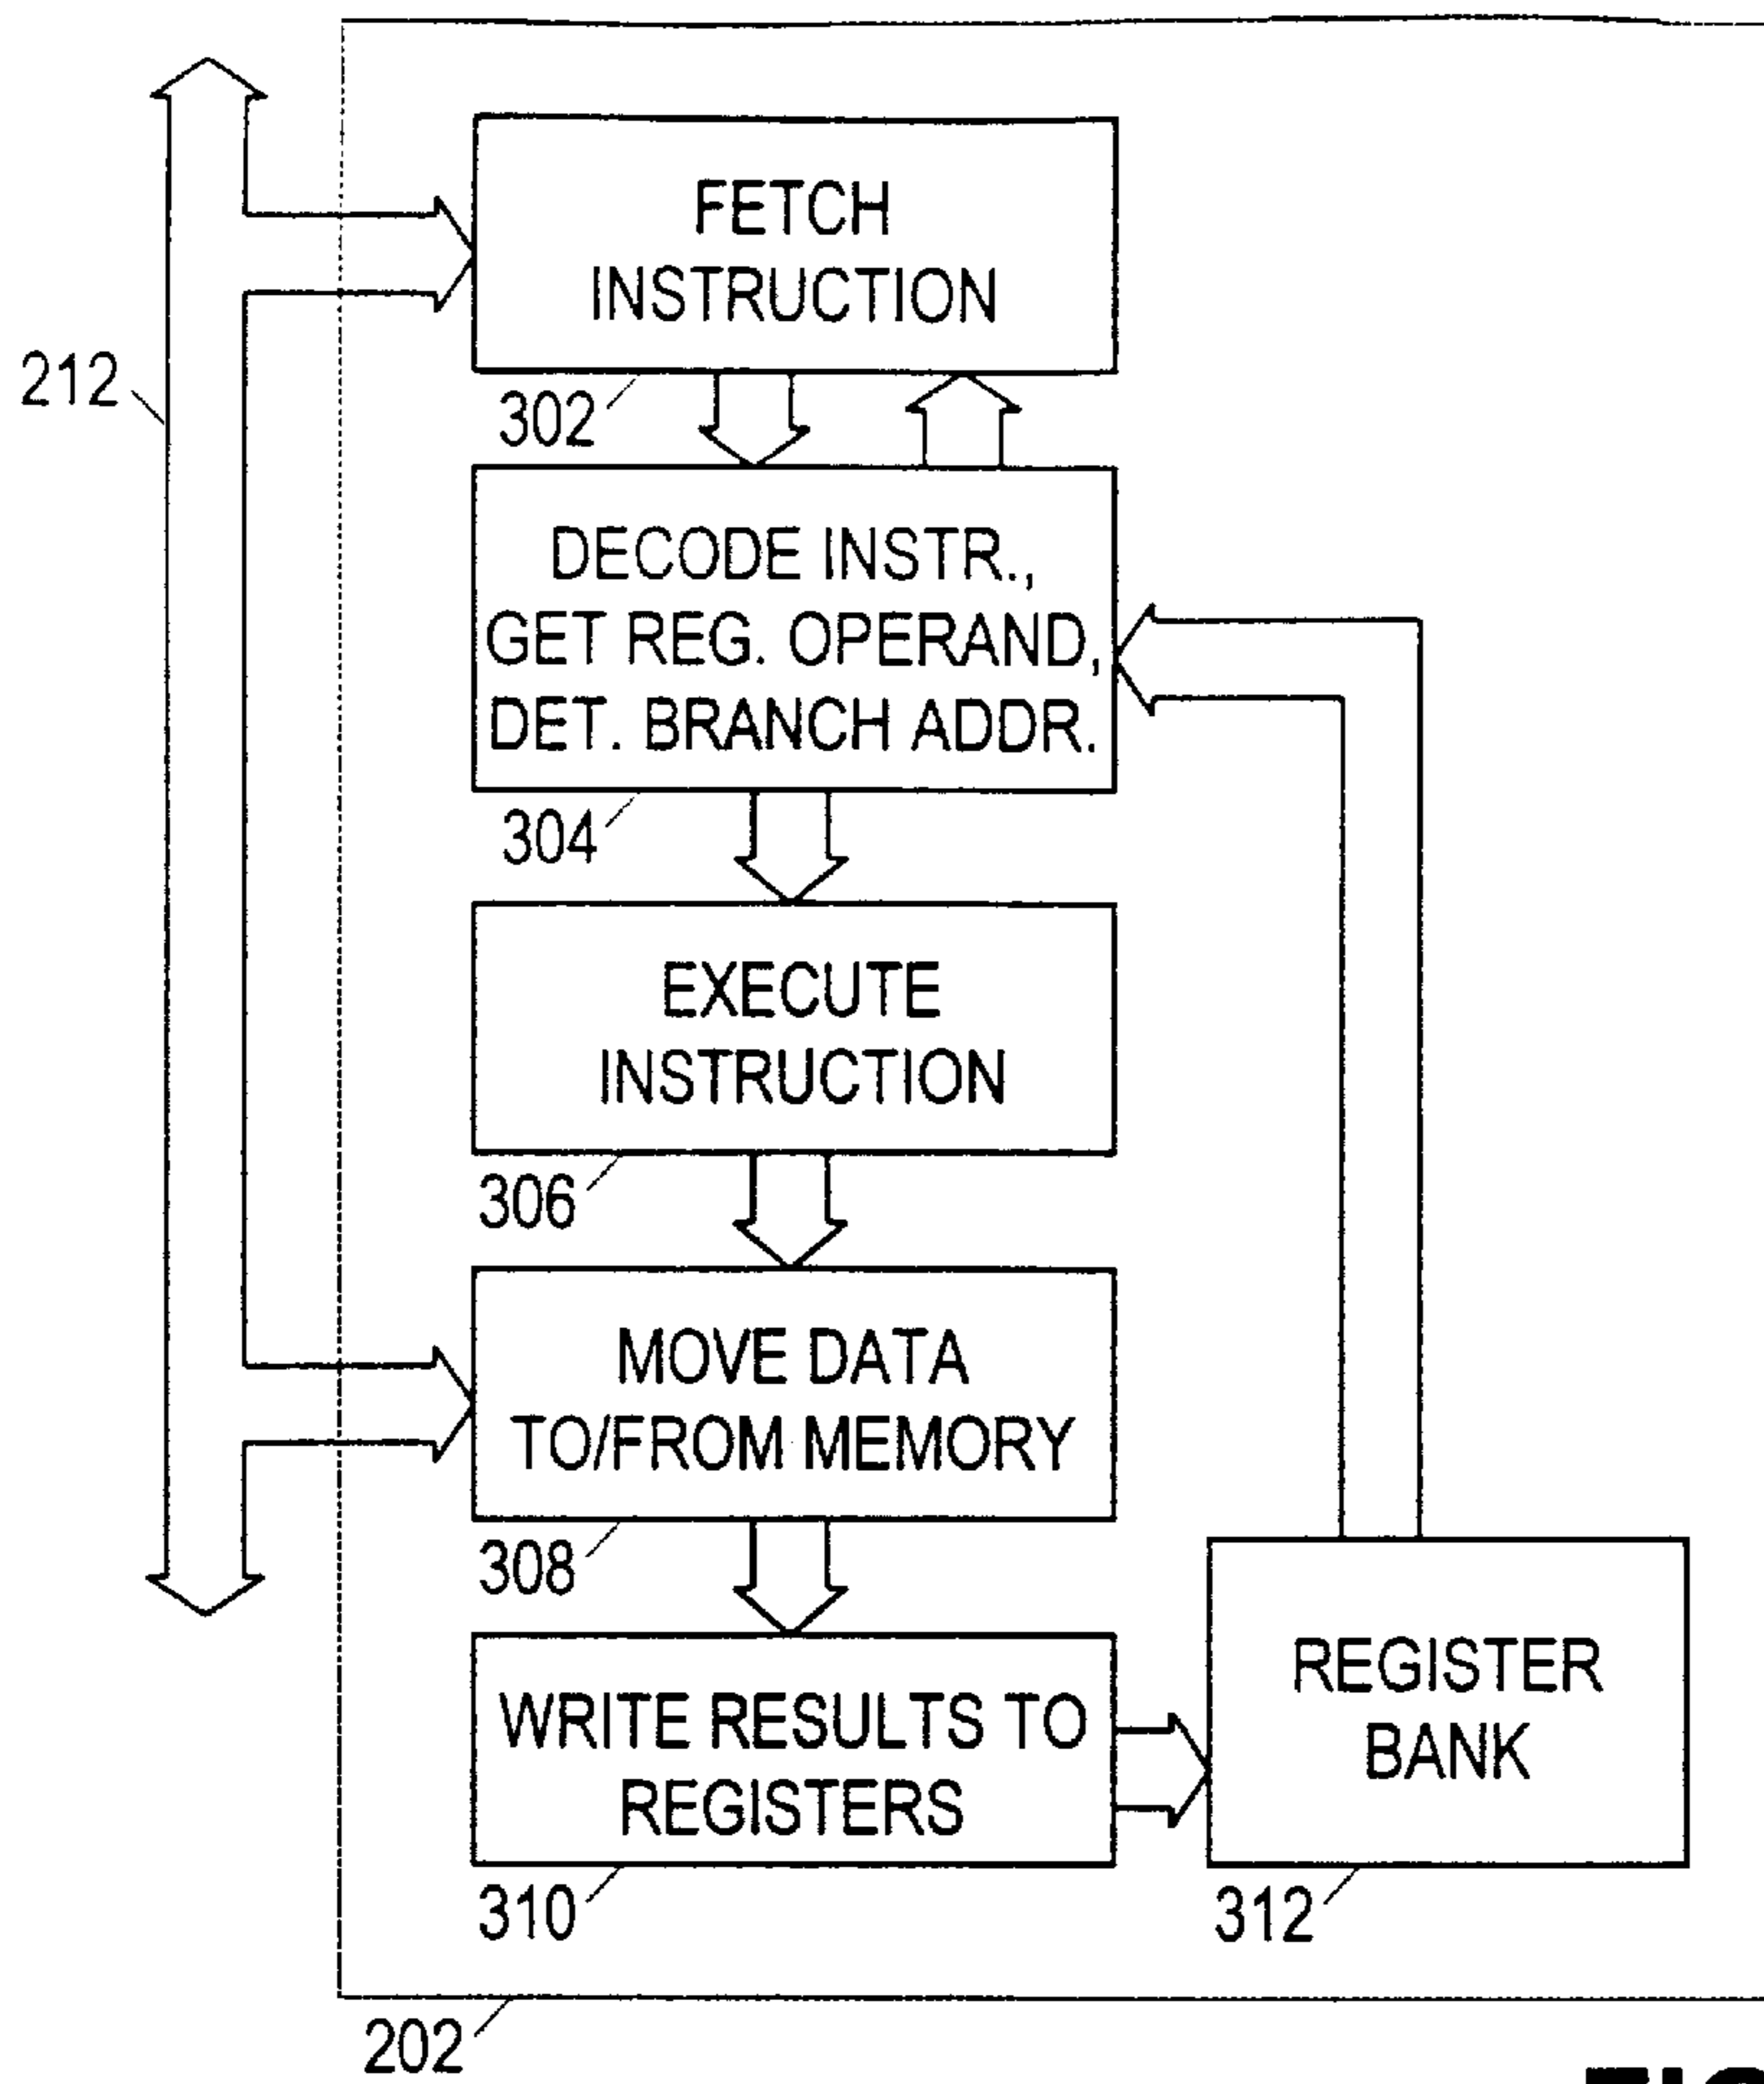 FETCH
INSTRUCTION
212
302
DECODE INSTR.,
GET REG. OPERAND,
DET. BRANCH ADDR.
304
EXECUTE
INSTRUCTION
306
MOVE DATA
TO/FROM MEMORY
308
REGISTER
BANK
WRITE RESULTS TO
REGISTERS
310
312
202